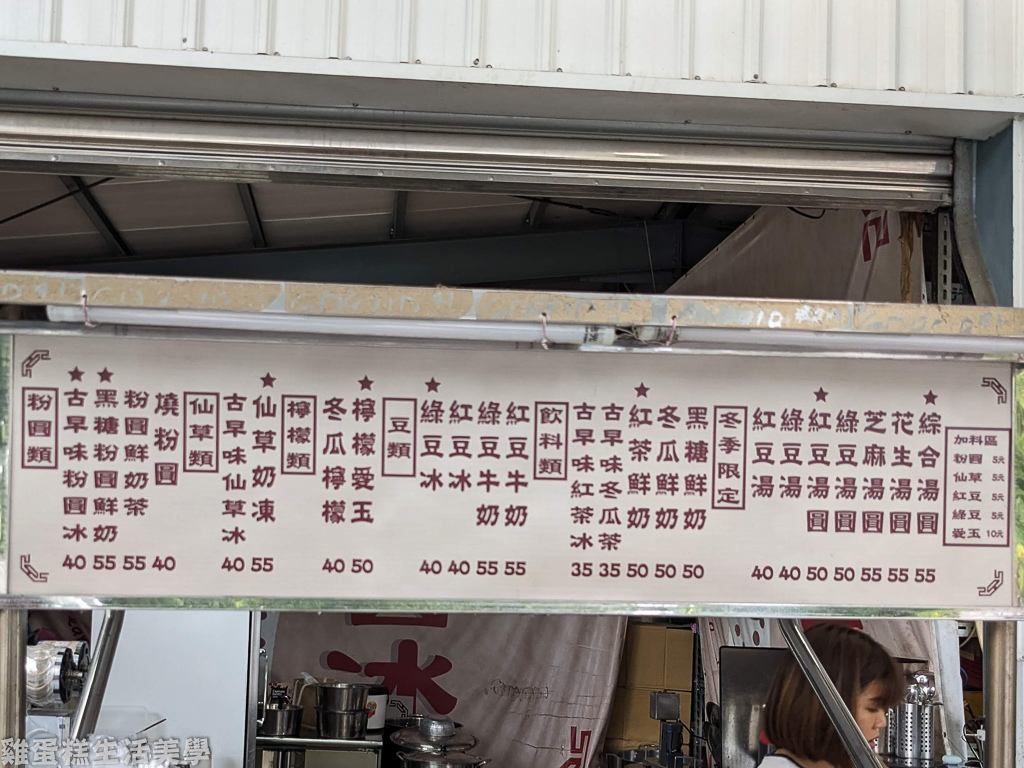 粉圓類
★古早味粉圓冰 40
★黑糖粉圓鮮奶 55
粉圓鮮奶茶 55
燒粉圓 40
仙草類
古早味仙草冰 40
★仙草奶凍 55
檸檬類
冬瓜檸檬 40
★檸檬愛玉 50
豆類
★綠豆冰 40
紅豆冰 40
綠豆牛奶 55
紅豆牛奶 55
飲料類
古早味紅茶冰 35
古早味冬瓜茶 35
★紅茶鮮奶 50
冬瓜鮮奶 50
黑糖鮮奶 50
冬季限定
紅豆湯 40
綠豆湯 40
★紅豆湯圓 50
綠豆湯圓 50
芝麻湯圓 55
花生湯圓 55
★綜合湯圓 55
加料區
粉圓 5元
仙草 5元
紅豆 5元
綠豆 5元
愛玉 10元
冰
雞蛋糕生活美學